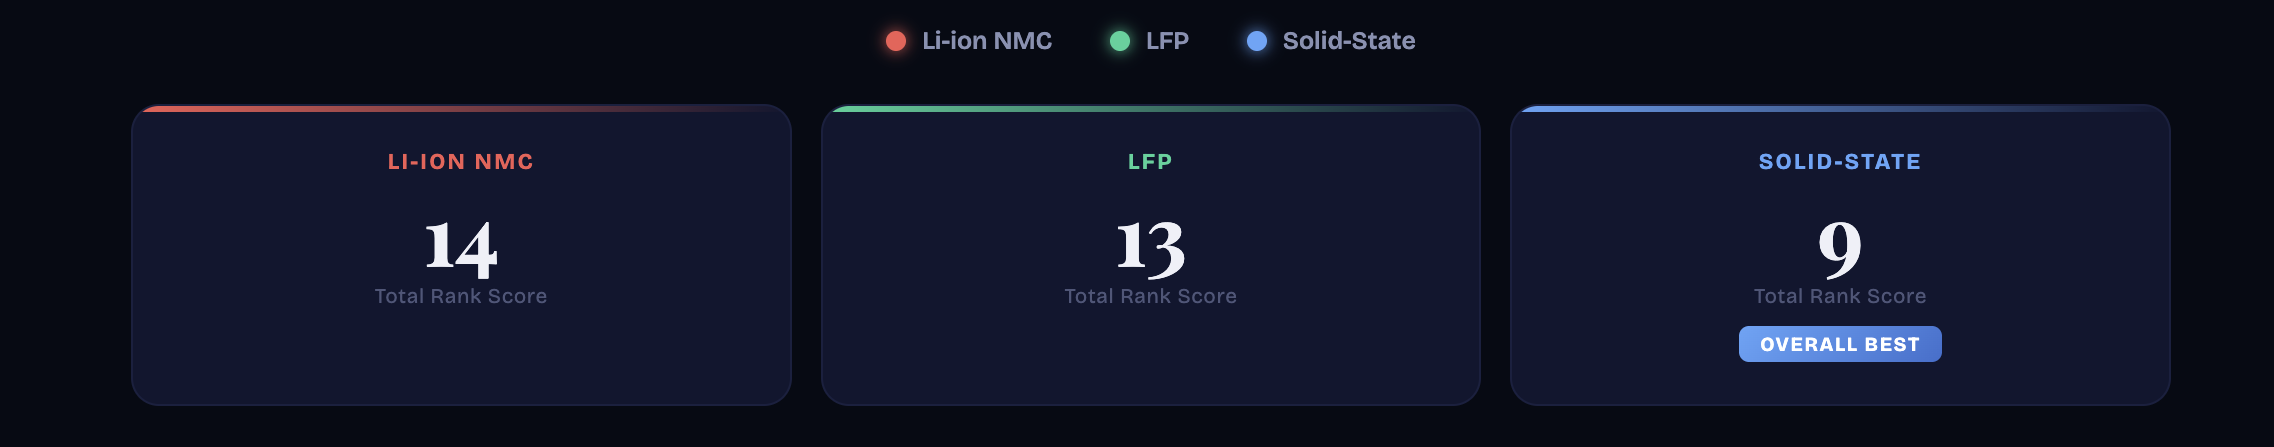 Li-ion NMC LFP Solid-State
LI-ION NMC
14
Total Rank Score
LFP
13
Total Rank Score
SOLID-STATE
9
Total Rank Score
OVERALL BEST